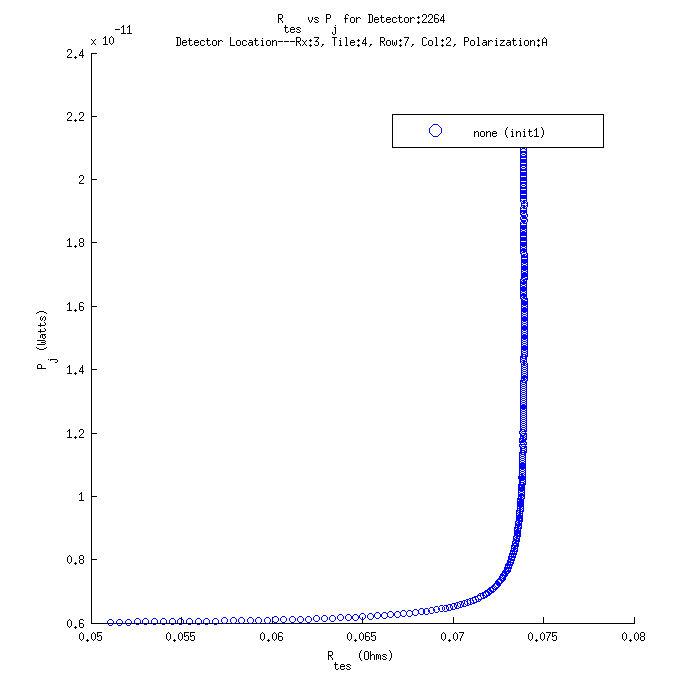 R_tes vs P_j for Detector:2264
Detector Location---Rx:3, Tile:4, Row:7, Col:2, Polarization:A
x 10^-11
2.4
2.2
none (init1)
2
1.8
1.6
1.4
1.2
1
0.8
0.6
P_j (Watts)
0.05 0.055 0.06 0.065 0.07 0.075 0.08
R_tes (Ohms)